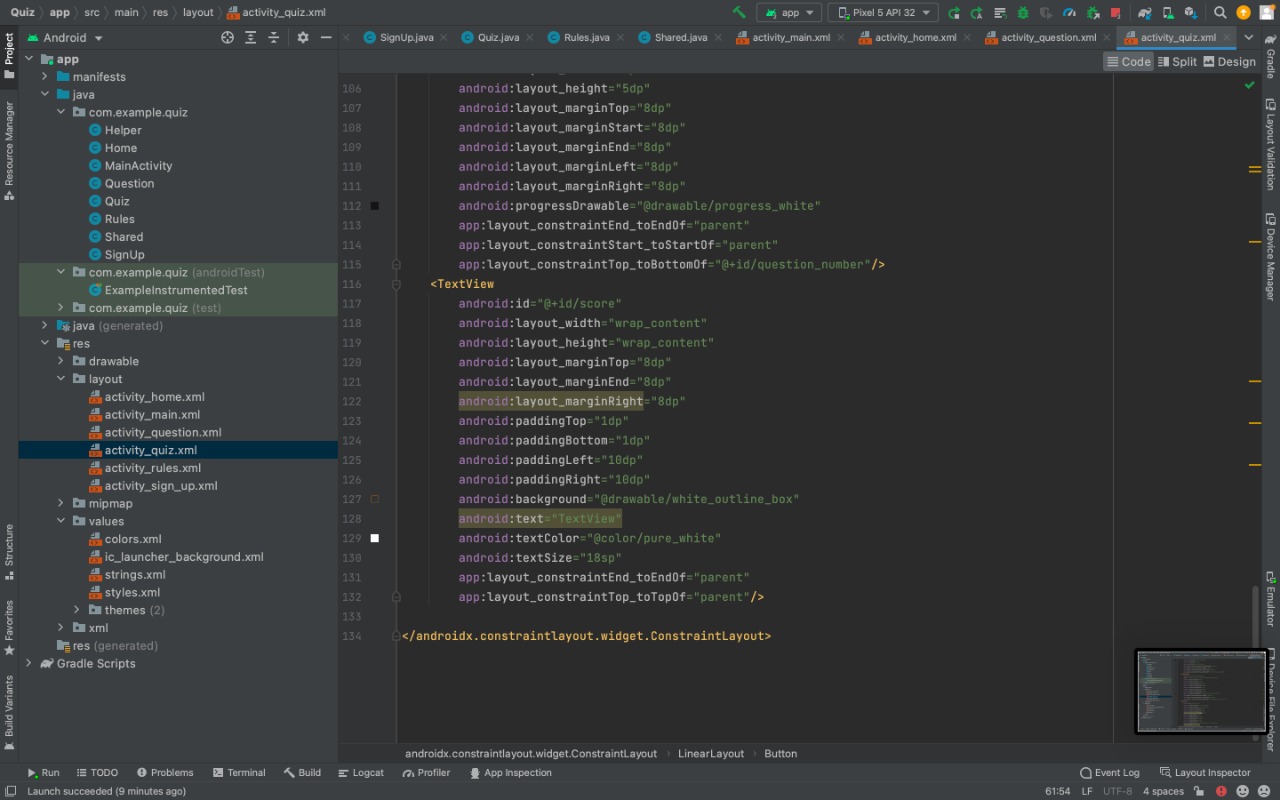 Quiz app src main res layout activity_quiz.xml app Pixel 5 API 32
Android SignUp.java Quiz.java Rules.java Shared.java activity_main.xml activity_home.xml activity_question.xml activity_quiz.xml
Code Split Design
Project
Resource Manager
Structure
Favorites
Build Variants
app
manifests
java
com.example.quiz
Helper
Home
MainActivity
Question
Quiz
Rules
Shared
SignUp
com.example.quiz (androidTest)
ExampleInstrumentedTest
com.example.quiz (test)
java (generated)
res
drawable
layout
activity_home.xml
activity_main.xml
activity_question.xml
activity_quiz.xml
activity_rules.xml
activity_sign_up.xml
mipmap
values
colors.xml
ic_launcher_background.xml
strings.xml
styles.xml
themes (2)
xml
res (generated)
Gradle Scripts
106 android:layout_height="5dp"
107 android:layout_marginTop="8dp"
108 android:layout_marginStart="8dp"
109 android:layout_marginEnd="8dp"
110 android:layout_marginLeft="8dp"
111 android:layout_marginRight="8dp"
112 android:progressDrawable="@drawable/progress_white"
113 app:layout_constraintEnd_toEndOf="parent"
114 app:layout_constraintStart_toStartOf="parent"
115 app:layout_constraintTop_toBottomOf="@+id/question_number"/>
116 <TextView
117 android:id="@+id/score"
118 android:layout_width="wrap_content"
119 android:layout_height="wrap_content"
120 android:layout_marginTop="8dp"
121 android:layout_marginEnd="8dp"
122 android:layout_marginRight="8dp"
123 android:paddingTop="1dp"
124 android:paddingBottom="1dp"
125 android:paddingLeft="10dp"
126 android:paddingRight="10dp"
127 android:background="@drawable/white_outline_box"
128 android:text="TextView"
129 android:textColor="@color/pure_white"
130 android:textSize="18sp"
131 app:layout_constraintEnd_toEndOf="parent"
132 app:layout_constraintTop_toTopOf="parent"/>
133
134 </androidx.constraintlayout.widget.ConstraintLayout>
Gradle
Layout Validation
Device Manager
Emulator
Device File Explorer
androidx.constraintlayout.widget.ConstraintLayout LinearLayout Button
Run TODO Problems Terminal Build Logcat Profiler App Inspection Event Log Layout Inspector
Launch succeeded (9 minutes ago) 61:54 LF UTF-8 4 spaces